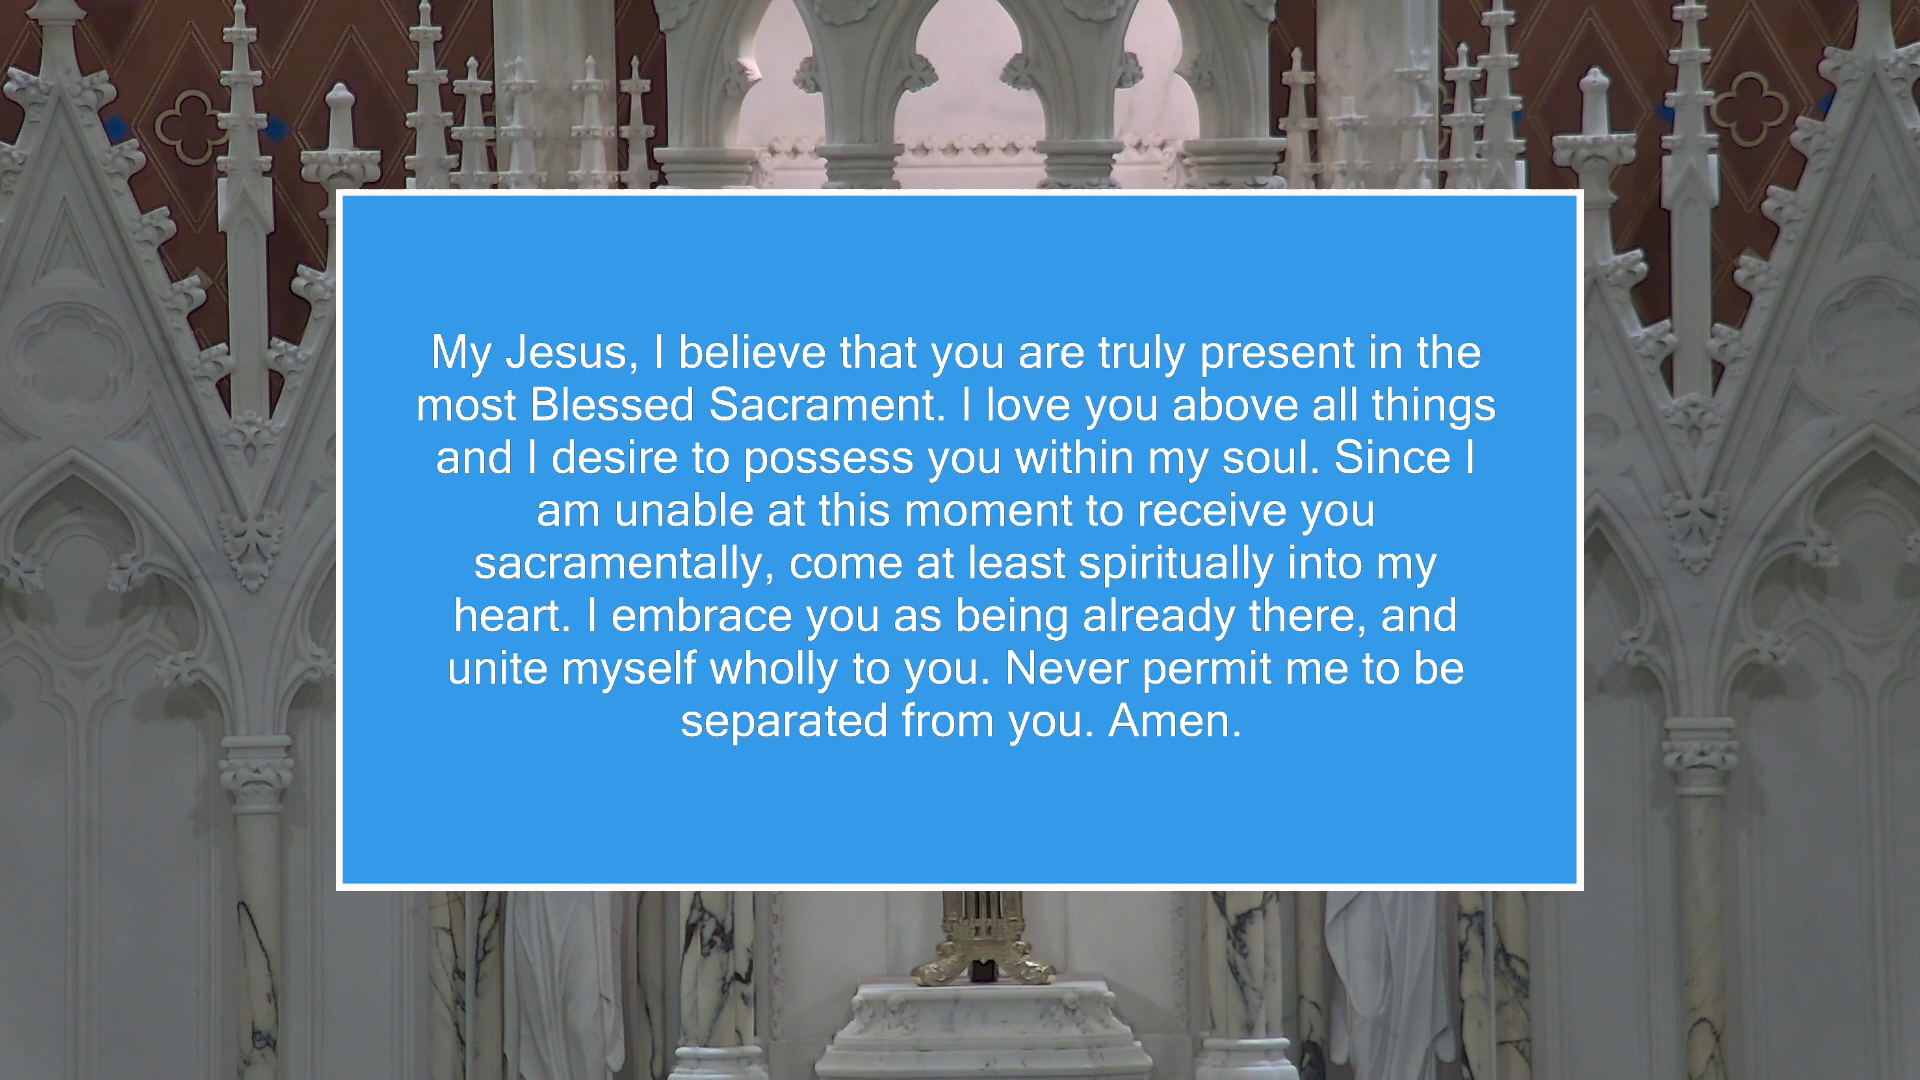 My Jesus, I believe that you are truly present in the
most Blessed Sacrament. I love you above all things
and I desire to possess you within my soul. Since I
am unable at this moment to receive you
sacramentally, come at least spiritually into my
heart. I embrace you as being already there, and
unite myself wholly to you. Never permit me to be
separated from you. Amen.